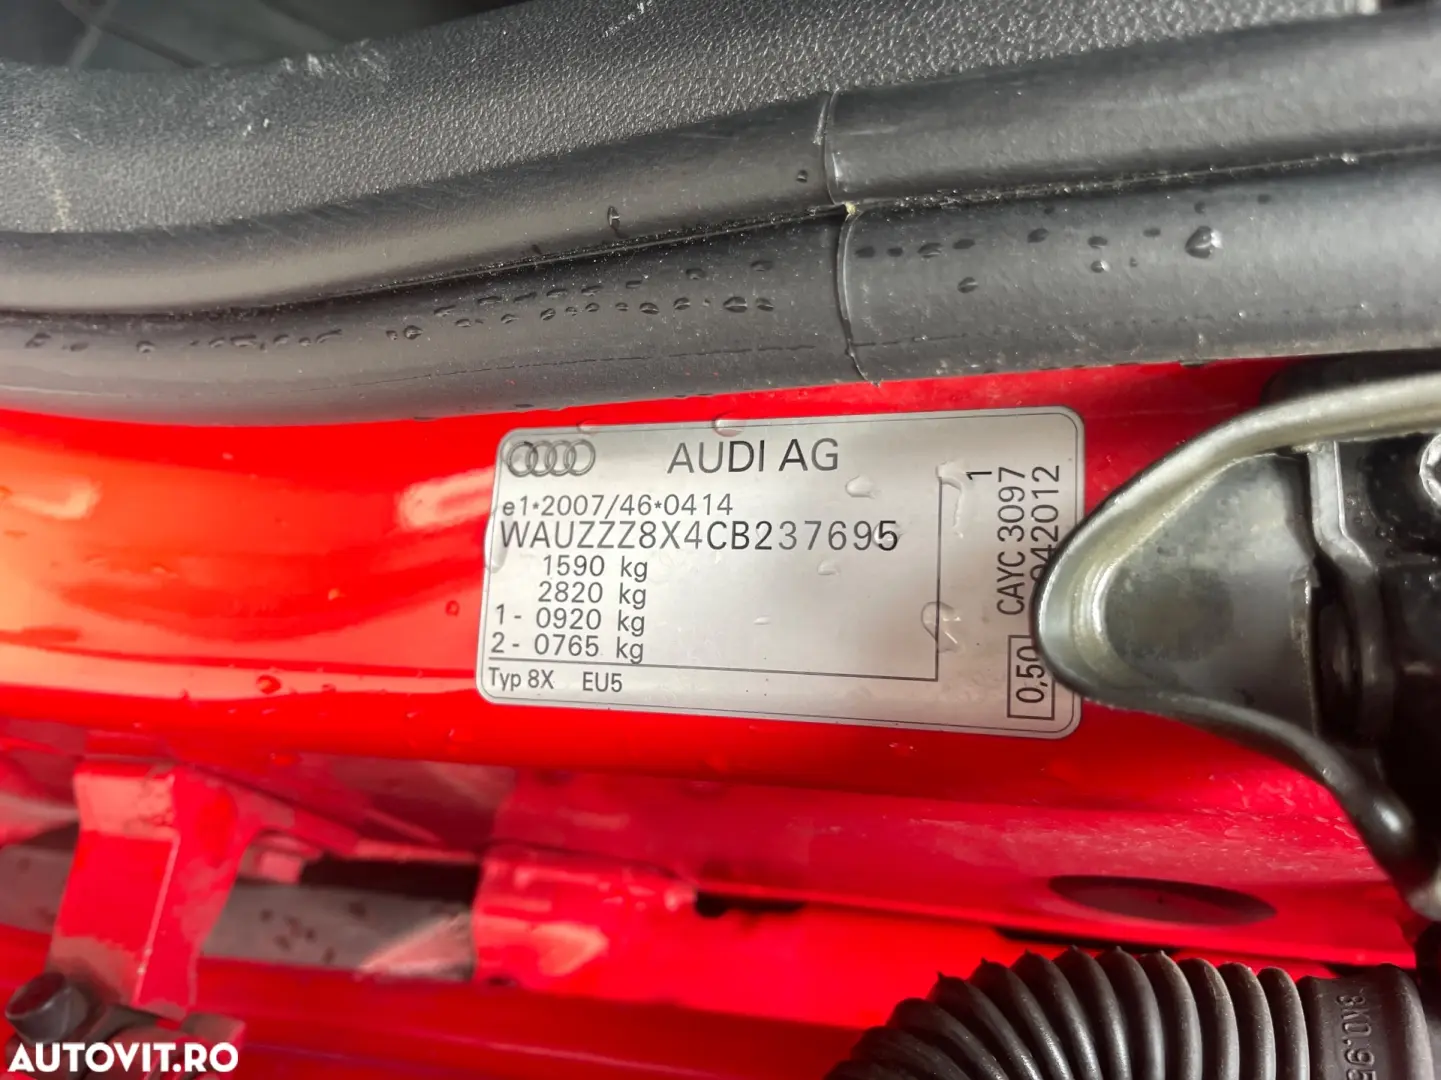 AUDI AG
e1*2007/46*0414
WAUZZZ8X4CB237695
1590 kg
2820 kg
1- 0920 kg
2- 0765 kg
Typ 8X EU5
1
CAYC 3097
042012
0,50
AUTOVIT.RO